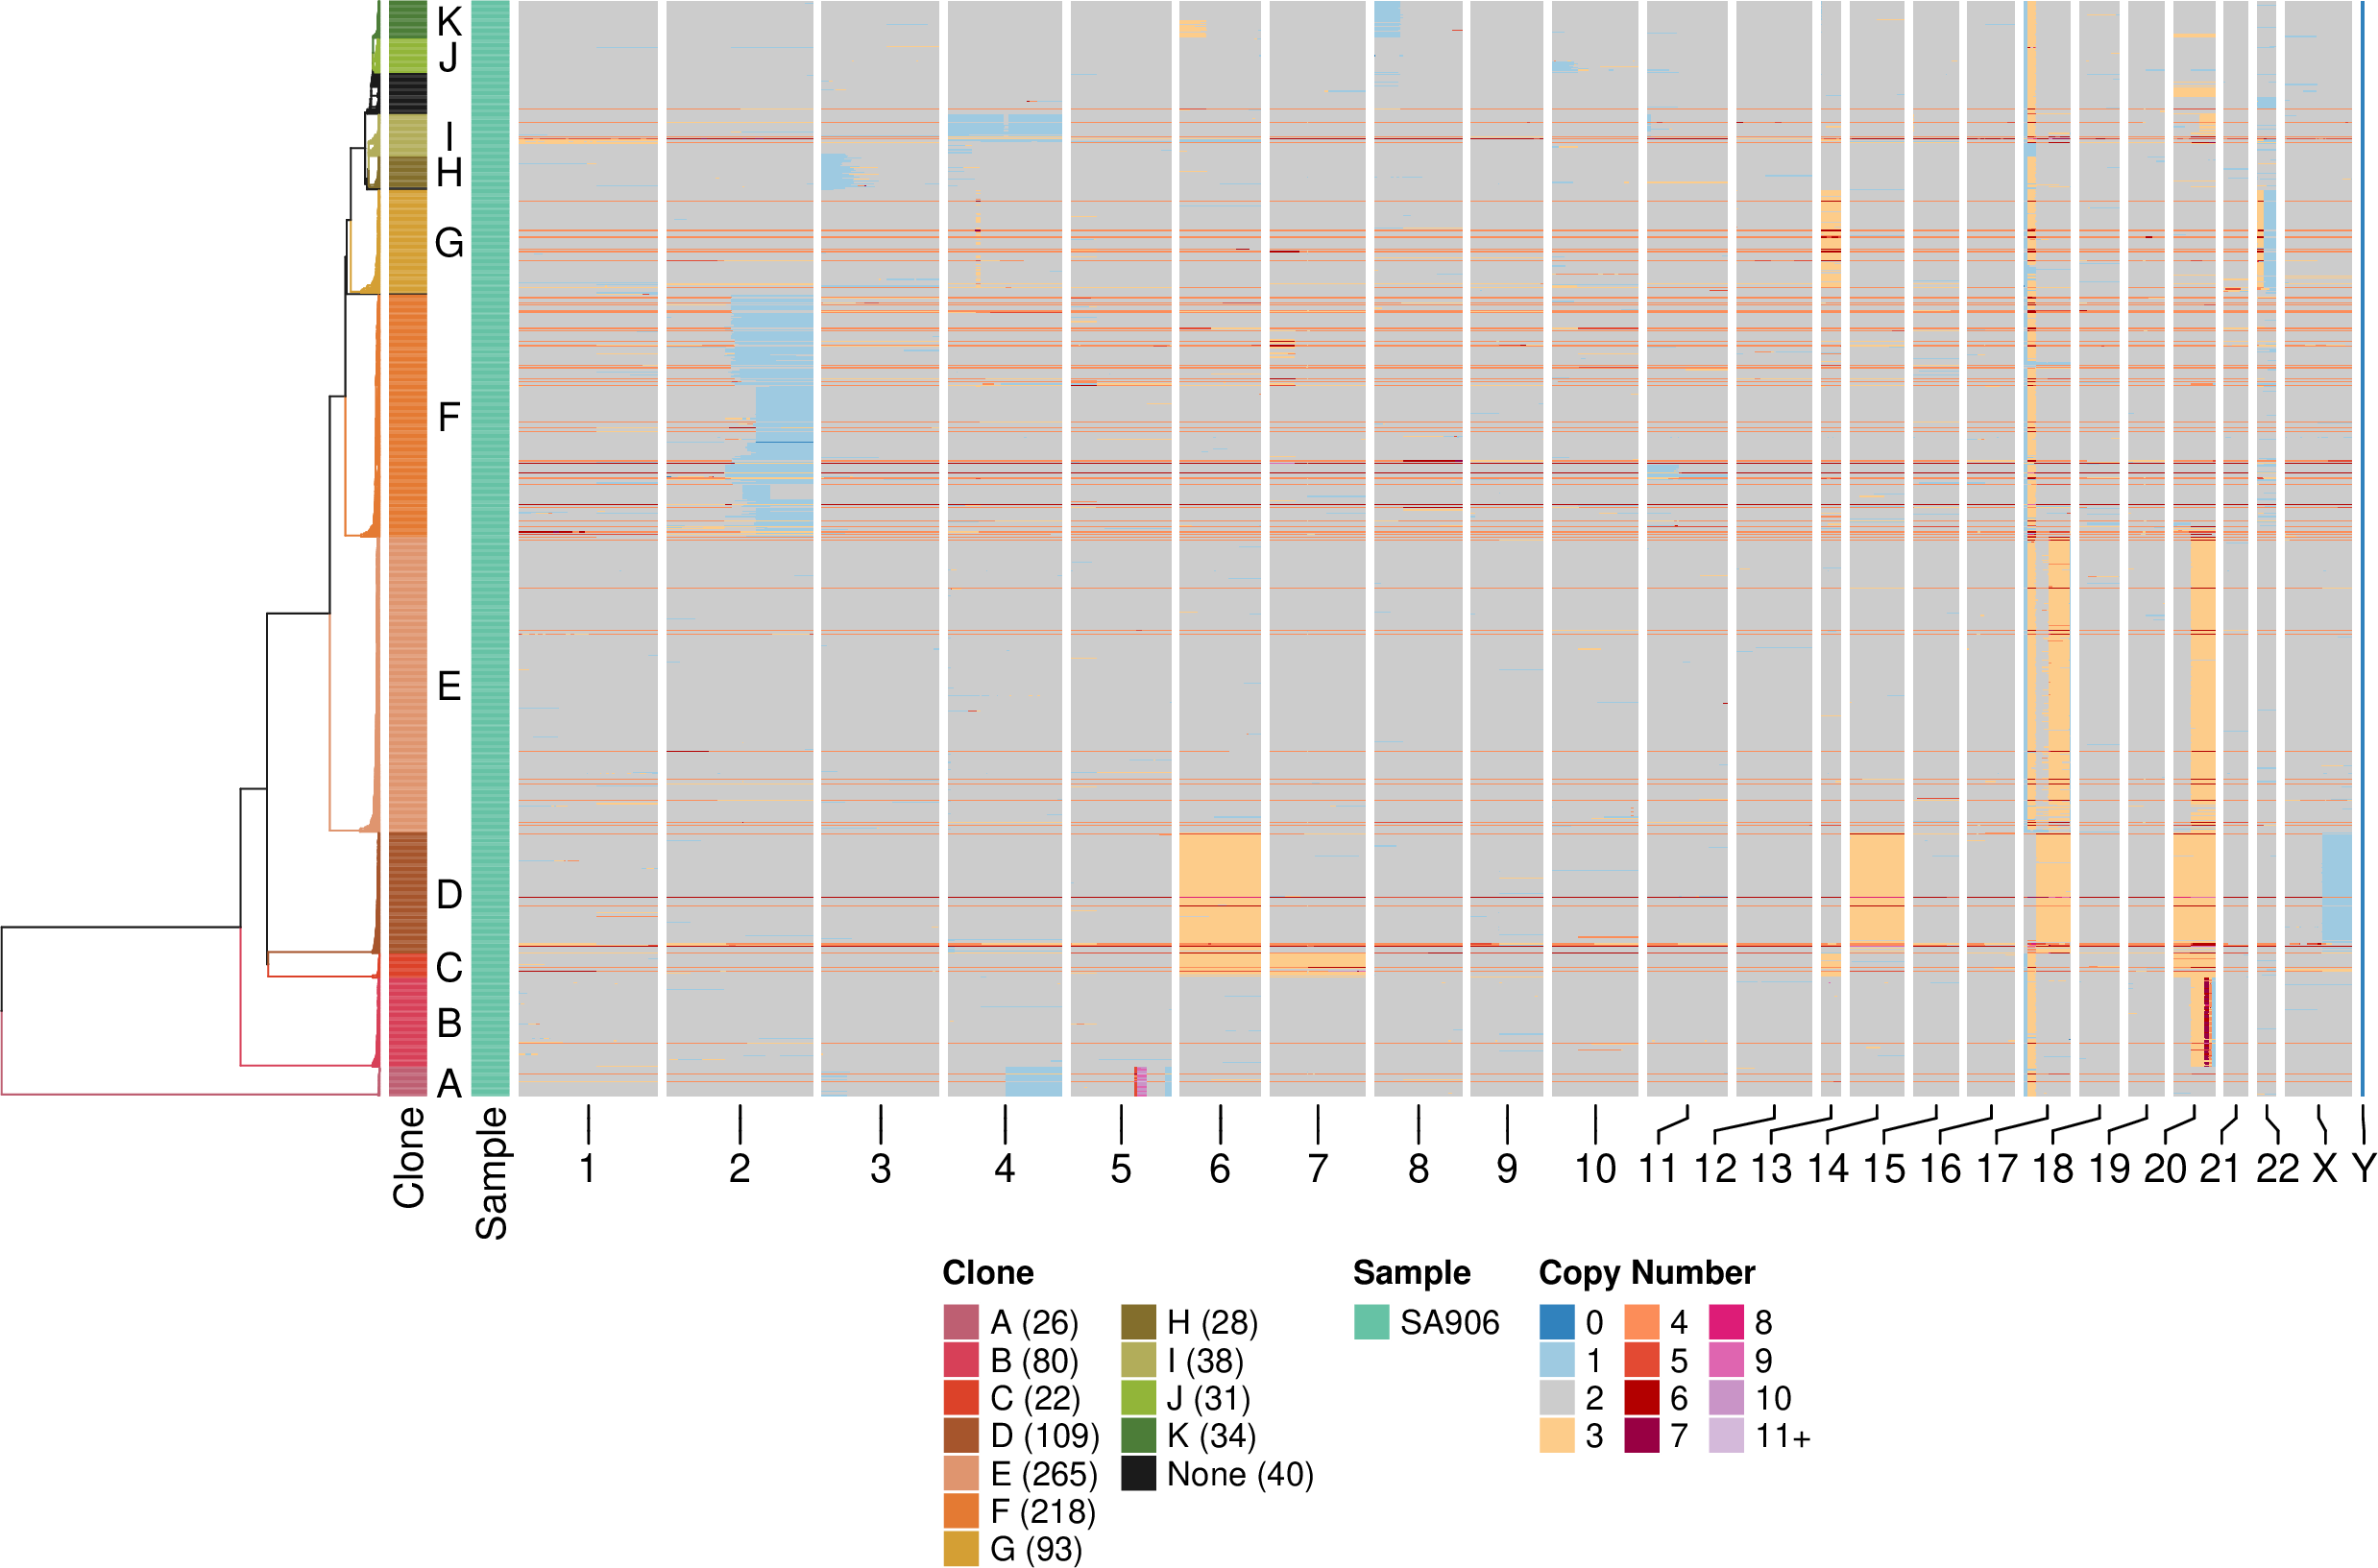 K
J
I
H
G
F
E
D
C
B
A
Clone
Sample
1 2 3 4 5 6 7 8 9 10 11 12 13 14 15 16 17 18 19 20 21 22 X Y
Clone
A (26)
B (80)
C (22)
D (109)
E (265)
F (218)
G (93)
H (28)
I (38)
J (31)
K (34)
None (40)
Sample
SA906
Copy Number
0
1
2
3
4
5
6
7
8
9
10
11+